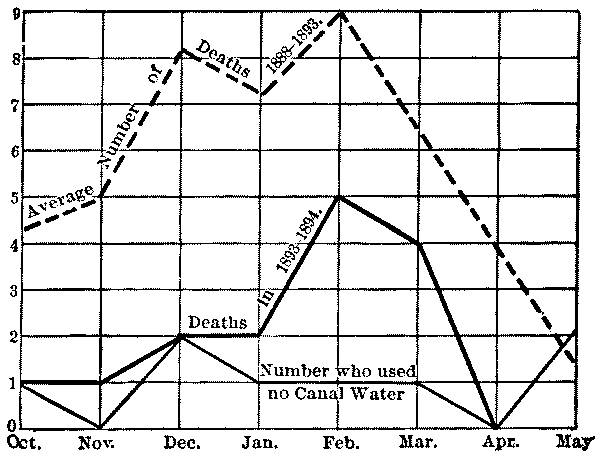 9
8
7
6
5
4
3
2
1
0
Average Number of Deaths 1888-1893.
Deaths in 1893-1894.
Number who used
no Canal Water
Oct. Nov. Dec. Jan. Feb. Mar. Apr. May